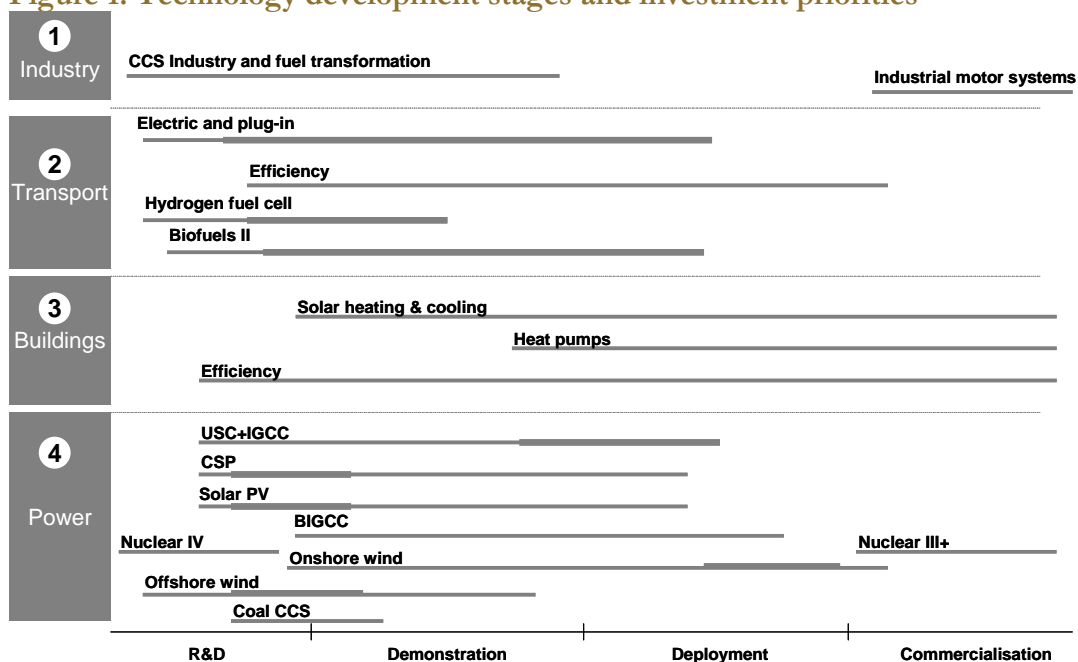 Figure 1. Technology development stages and investment priorities
1
Industry
CCS Industry and fuel transformation
Industrial motor systems
2
Transport
Electric and plug-in
Efficiency
Hydrogen fuel cell
Biofuels II
3
Buildings
Solar heating & cooling
Heat pumps
Efficiency
4
Power
USC+IGCC
CSP
Solar PV
BIGCC
Nuclear IV
Nuclear III+
Onshore wind
Offshore wind
Coal CCS
R&D
Demonstration
Deployment
Commercialisation